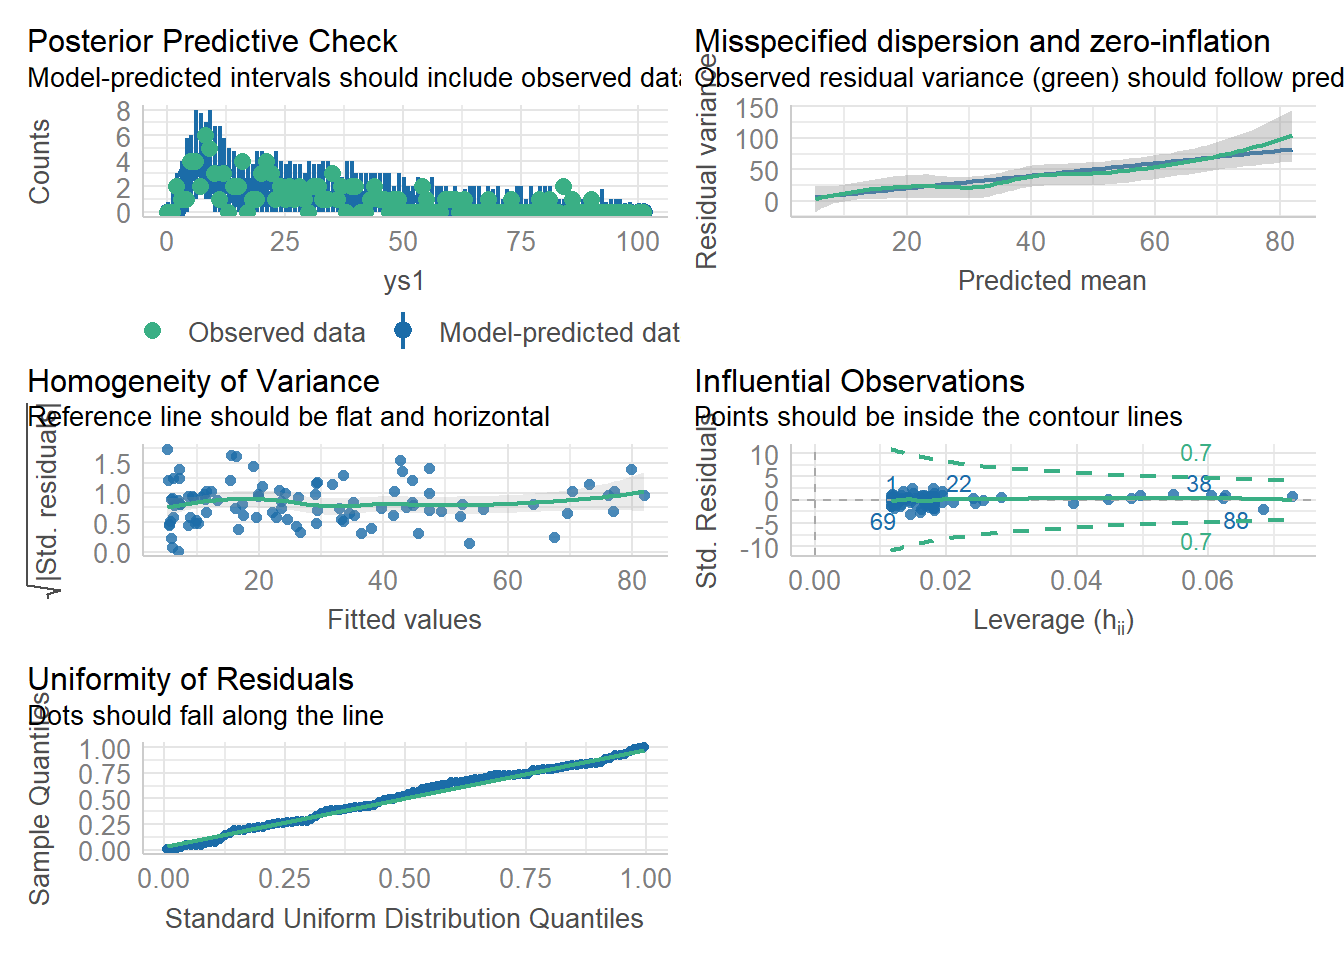 Posterior Predictive Check
Model-predicted intervals should include observed data
Counts
8
6
4
2
0
0
25
50
75
100
ys1
Observed data
Model-predicted dat
Misspecified dispersion and zero-inflation
Observed residual variance (green) should follow pred
Residual variance
150
100
50
0
20
40
60
80
Predicted mean
Homogeneity of Variance
Reference line should be flat and horizontal
√|Std. residuals|
1.5
1.0
0.5
0.0
20
40
60
80
Fitted values
Influential Observations
Points should be inside the contour lines
Std. Residuals
10
5
0
-5
-10
0.7
1
22
38
69
88
0.7
0.00
0.02
0.04
0.06
Leverage (hii)
Uniformity of Residuals
Dots should fall along the line
Sample Quantiles
1.00
0.75
0.50
0.25
0.00
0.00
0.25
0.50
0.75
1.00
Standard Uniform Distribution Quantiles